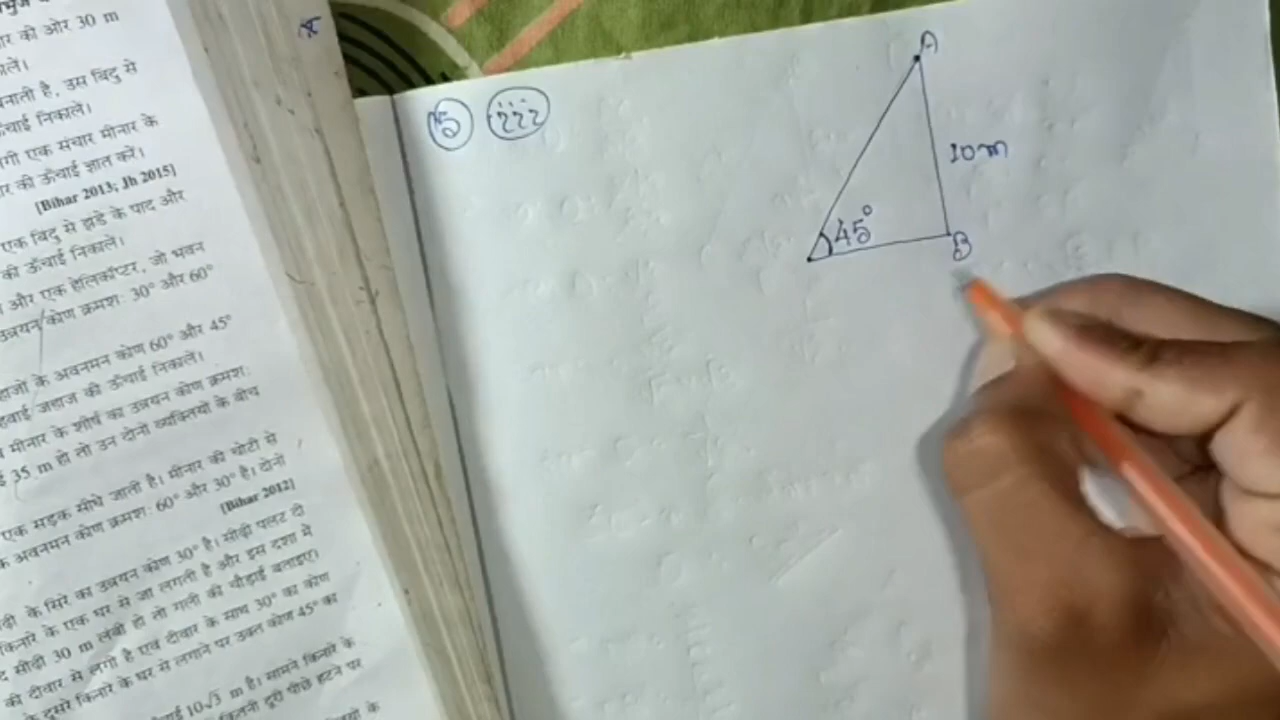 र की ओर 30 m
नाती है, उस बिंदु से
ऊँचाई निकालें।
गी एक संचार मीनार के
र की ऊँचाई ज्ञात करें।
[Bihar 2013; Jh 2015]
एक बिंदु से झंडे के पाद और
की ऊँचाई निकालें।
और एक हेलिकॉप्टर, जो भवन
उन्नयन कोण क्रमशः 30° और 60°
हाजों के अवनमन कोण 60° और 45°
हवाई जहाज की ऊँचाई निकालें।
मीनार के शीर्ष का उन्नयन कोण क्रमशः
35 m हो तो उन दोनों व्यक्तियों के बीच
एक सड़क सीधे जाती है। मीनार की चोटी से
अवनमन कोण क्रमशः 60° और 30° है। दोनों
[Bihar 2012]
के सिरे का उन्नयन कोण 30° है। सीढ़ी पलट दी
किनारे के एक घर से जा लगती है और इस दशा में
सीढ़ी 30 m लंबी हो तो गली की चौड़ाई बताइए)
की दीवार से लगी है एवं दीवार के साथ 30° का कोण
के दूसरे किनारे के घर से लगाने पर उक्त कोण 45° का
10√3 m है। सामने किनारे के
कितनी दूरी पीछे हटने पर
5 iii
A
10m
45°
B